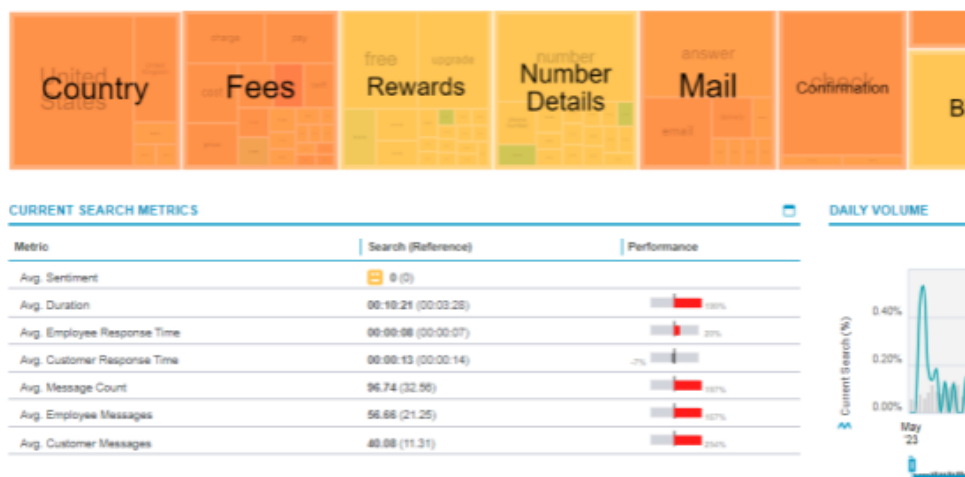 charge
pay
free
upgrade
number
answer
United States
Country
cost
Fees
Rewards
Number
Details
Mail
check
Confirmation
B
email
CURRENT SEARCH METRICS
DAILY VOLUME
Metric
Search (Reference)
Performance
Avg. Sentiment
0 (0)
Avg. Duration
00:10:21 (00:03:28)
Avg. Employee Response Time
00:00:08 (00:00:07)
Avg. Customer Response Time
00:00:13 (00:00:14)
-7%
Avg. Message Count
96.74 (32.56)
Avg. Employee Messages
56.66 (21.25)
Avg. Customer Messages
40.08 (11.31)
Current Search (%)
0.40%
0.20%
0.00%
May
'23